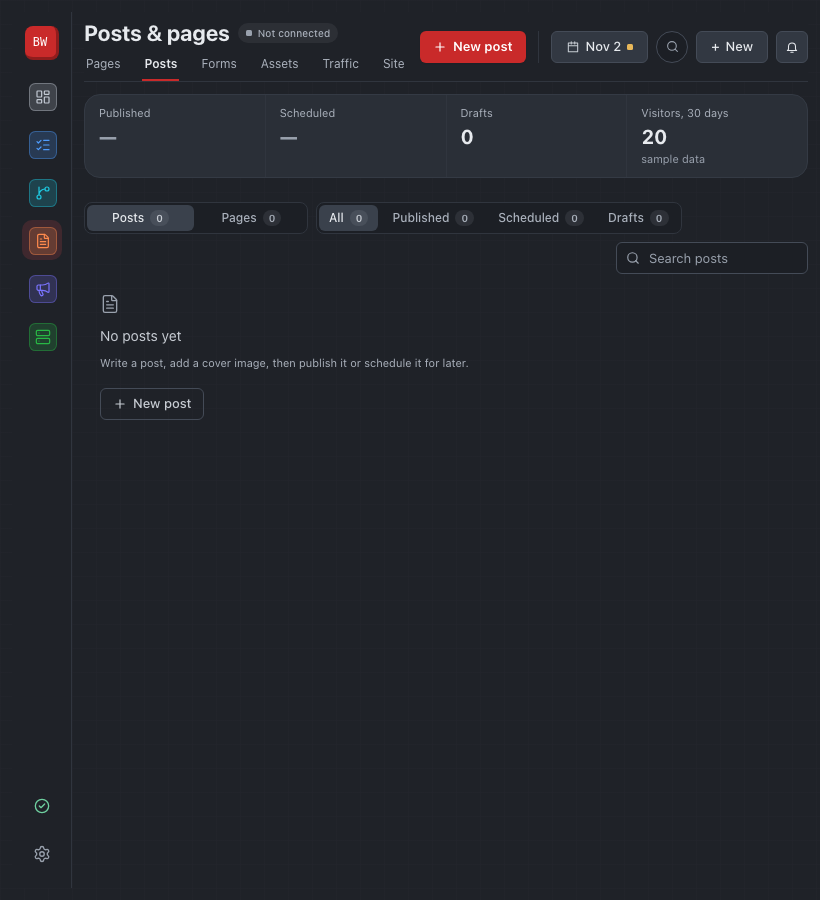 BW
Posts & pages
Not connected
New post
Nov 2
+ New
Pages Posts Forms Assets Traffic Site
Published Scheduled Drafts Visitors, 30 days
— — 0 20
sample data
Posts 0 Pages 0 All 0 Published 0 Scheduled 0 Drafts 0
Search posts
No posts yet
Write a post, add a cover image, then publish it or schedule it for later.
New post